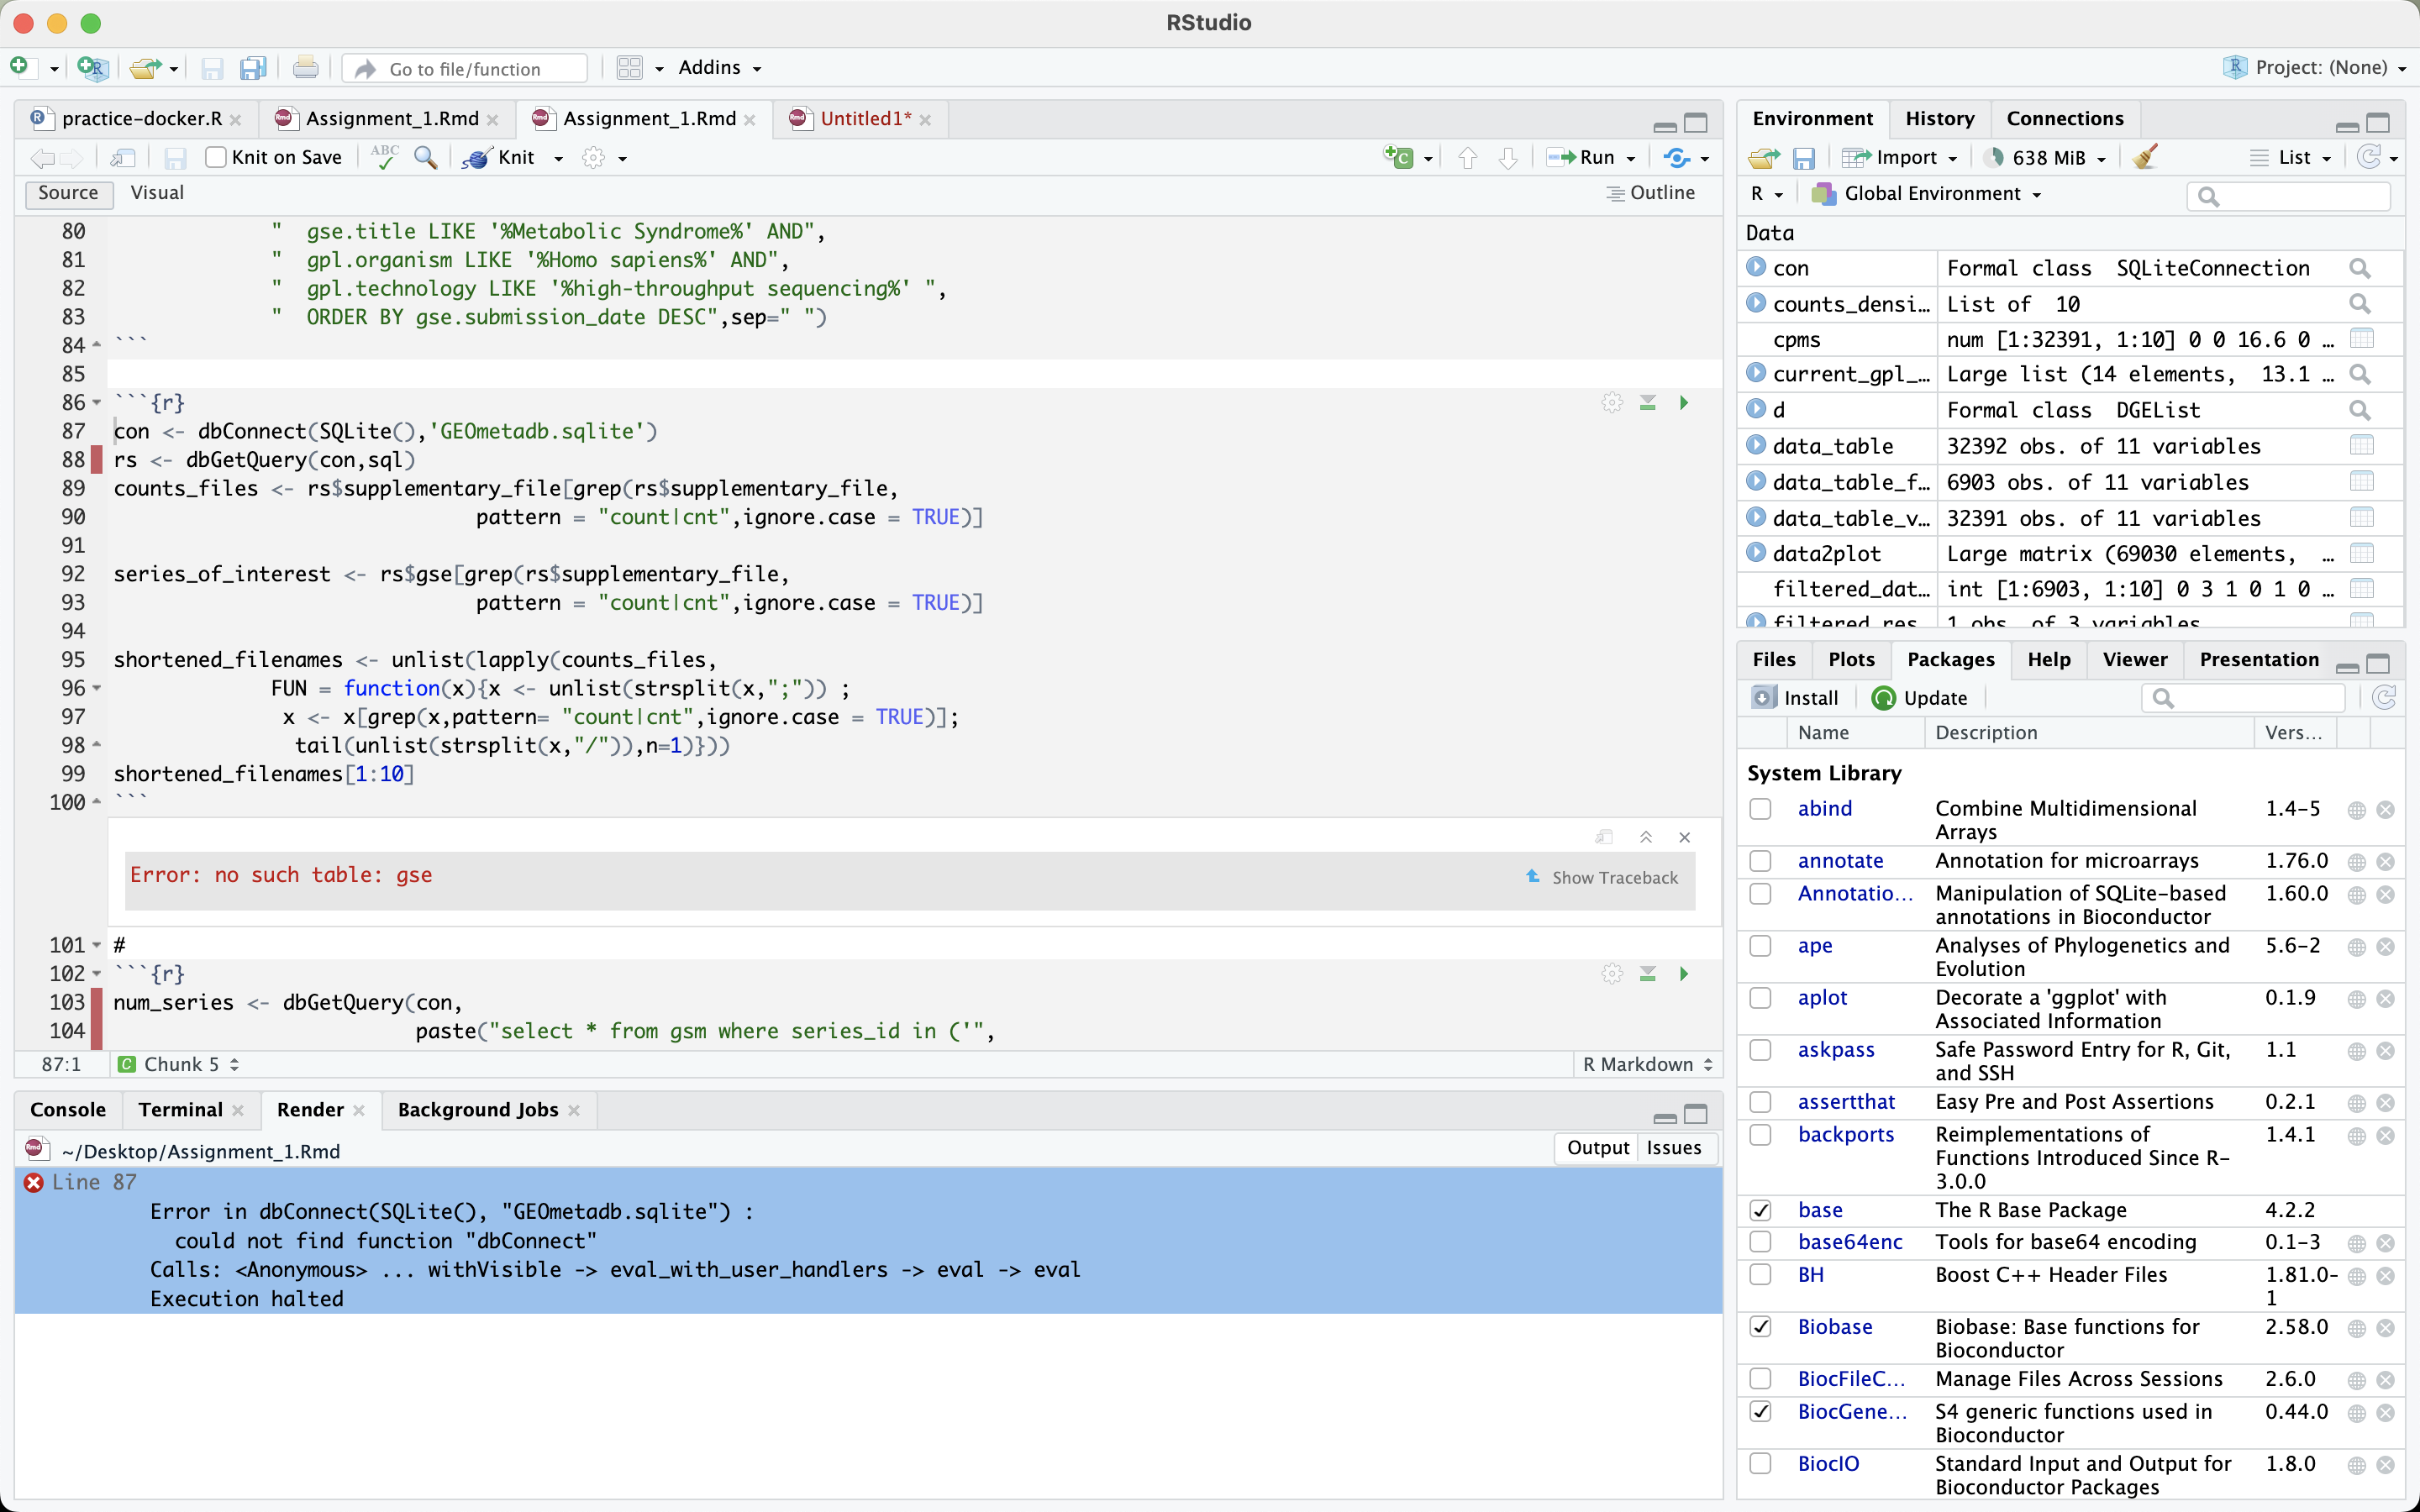 RStudio
Go to file/function
Addins
Project: (None)
practice-docker.R
Assignment_1.Rmd
Assignment_1.Rmd
Untitled1*
Knit on Save
ABC
Knit
Run
Source
Visual
Outline
80 "  gse.title LIKE '%Metabolic Syndrome%' AND",
81 "  gpl.organism LIKE '%Homo sapiens%' AND",
82 "  gpl.technology LIKE '%high-throughput sequencing%' ",
83 "  ORDER BY gse.submission_date DESC",sep=" ")
84 ```
85
86 ```{r}
87 con <- dbConnect(SQLite(),'GEOmetadb.sqlite')
88 rs <- dbGetQuery(con,sql)
89 counts_files <- rs$supplementary_file[grep(rs$supplementary_file,
90 pattern = "count|cnt",ignore.case = TRUE)]
91
92 series_of_interest <- rs$gse[grep(rs$supplementary_file,
93 pattern = "count|cnt",ignore.case = TRUE)]
94
95 shortened_filenames <- unlist(lapply(counts_files,
96 FUN = function(x){x <- unlist(strsplit(x,";")) ;
97 x <- x[grep(x,pattern= "count|cnt",ignore.case = TRUE)];
98 tail(unlist(strsplit(x,"/")),n=1)}))
99 shortened_filenames[1:10]
100 ```
Error: no such table: gse
Show Traceback
101 #
102 ```{r}
103 num_series <- dbGetQuery(con,
104 paste("select * from gsm where series_id in ('",
87:1
C Chunk 5
R Markdown
Console
Terminal
Render
Background Jobs
~/Desktop/Assignment_1.Rmd
Output
Issues
Line 87
Error in dbConnect(SQLite(), "GEOmetadb.sqlite") :
could not find function "dbConnect"
Calls: <Anonymous> ... withVisible -> eval_with_user_handlers -> eval -> eval
Execution halted
Environment
History
Connections
Import
638 MiB
List
R
Global Environment
Data
con Formal class  SQLiteConnection
counts_densi… List of  10
cpms num [1:32391, 1:10] 0 0 16.6 0 …
current_gpl_… Large list (14 elements,  13.1 …
d Formal class  DGEList
data_table 32392 obs. of 11 variables
data_table_f… 6903 obs. of 11 variables
data_table_v… 32391 obs. of 11 variables
data2plot Large matrix (69030 elements,  …
filtered_dat… int [1:6903, 1:10] 0 3 1 0 1 0 …
filtered_res 1 obs. of 3 variables
Files
Plots
Packages
Help
Viewer
Presentation
Install
Update
Name Description Vers…
System Library
abind Combine Multidimensional 1.4-5
Arrays
annotate Annotation for microarrays 1.76.0
Annotatio… Manipulation of SQLite-based 1.60.0
annotations in Bioconductor
ape Analyses of Phylogenetics and 5.6-2
Evolution
aplot Decorate a 'ggplot' with 0.1.9
Associated Information
askpass Safe Password Entry for R, Git, 1.1
and SSH
assertthat Easy Pre and Post Assertions 0.2.1
backports Reimplementations of 1.4.1
Functions Introduced Since R-
3.0.0
base The R Base Package 4.2.2
base64enc Tools for base64 encoding 0.1-3
BH Boost C++ Header Files 1.81.0-
1
Biobase Biobase: Base functions for 2.58.0
Bioconductor
BiocFileC… Manage Files Across Sessions 2.6.0
BiocGene… S4 generic functions used in 0.44.0
Bioconductor
BiocIO Standard Input and Output for 1.8.0
Bioconductor Packages